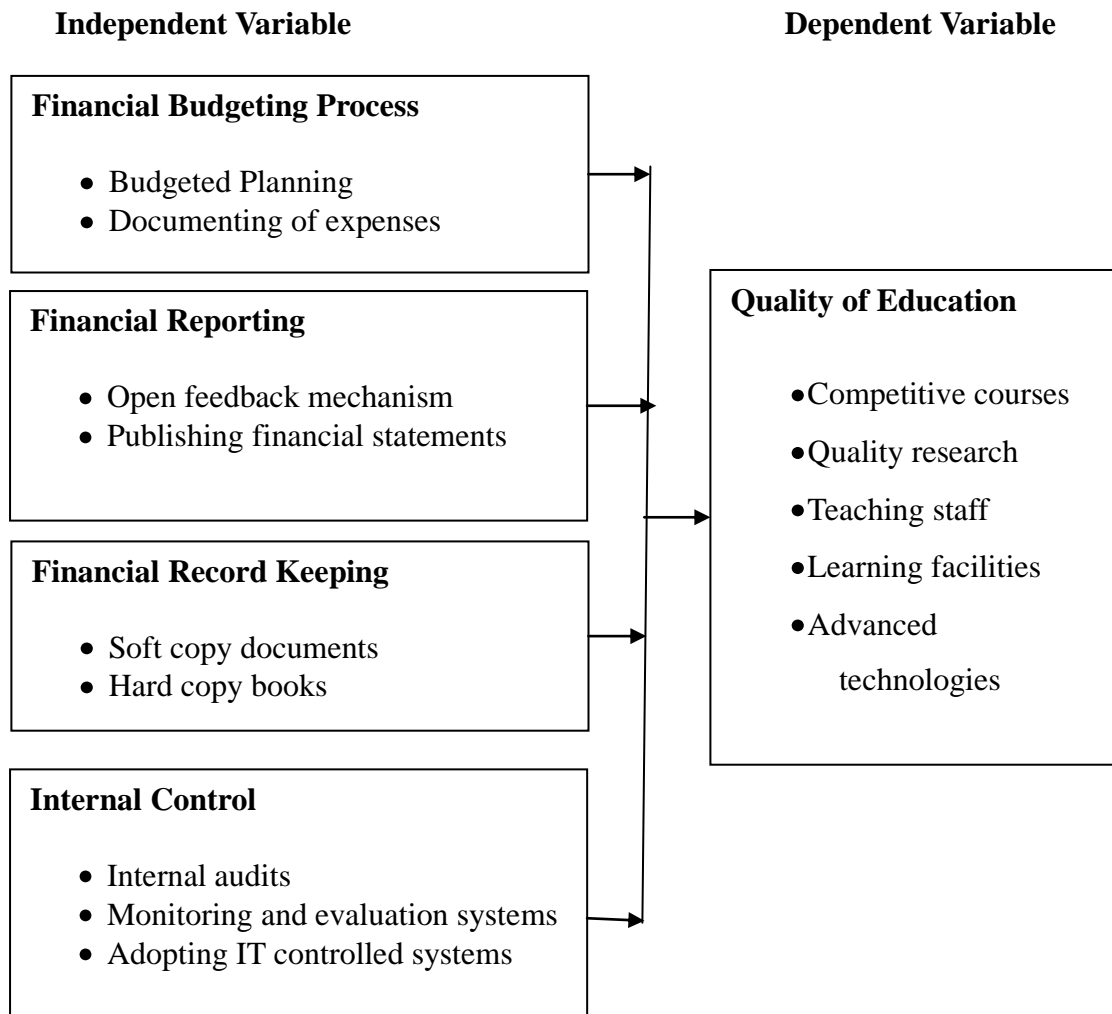 Independent Variable
Dependent Variable
Financial Budgeting Process
• Budgeted Planning
• Documenting of expenses
Financial Reporting
• Open feedback mechanism
• Publishing financial statements
Financial Record Keeping
• Soft copy documents
• Hard copy books
Internal Control
• Internal audits
• Monitoring and evaluation systems
• Adopting IT controlled systems
Quality of Education
•Competitive courses
•Quality research
•Teaching staff
•Learning facilities
•Advanced
technologies